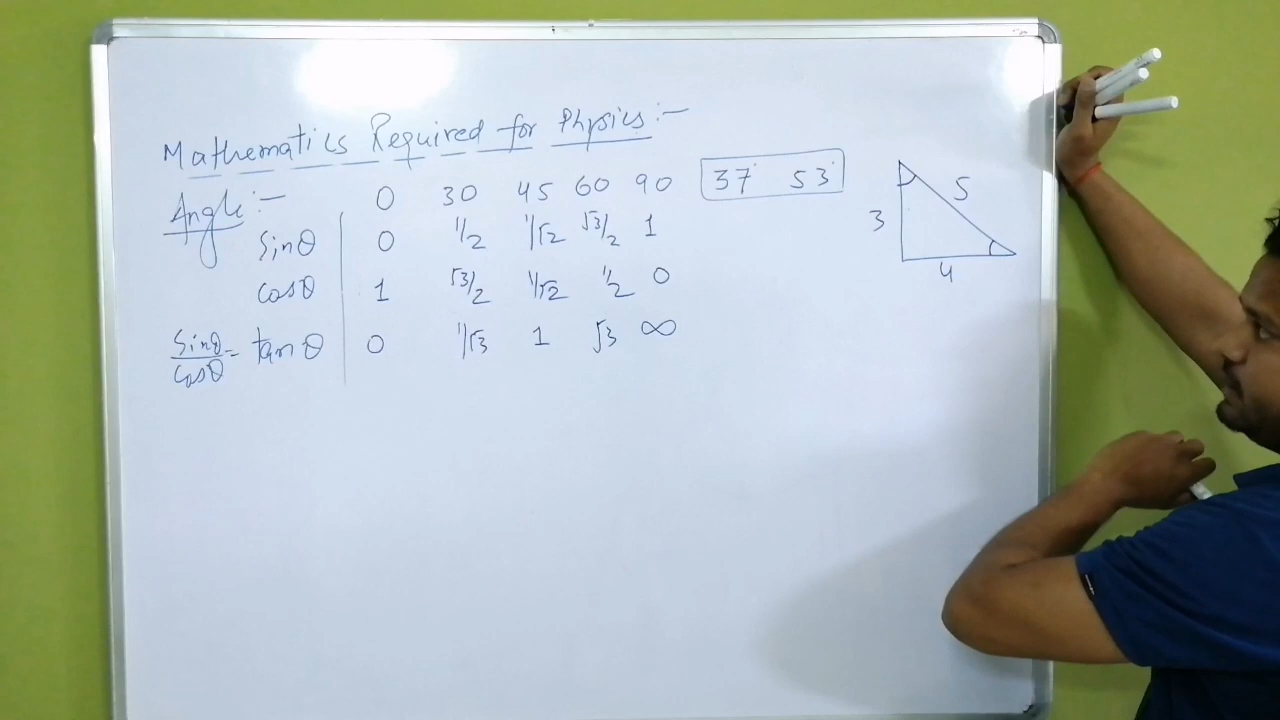 Mathematics Required for Physics:-
Angle:- 0 30 45 60 90 37° 53°
sinθ 0 1/2 1/√2 √3/2 1
cosθ 1 √3/2 1/√2 1/2 0
sinθ/cosθ = tanθ 0 1/√3 1 √3 ∞
5
3
4